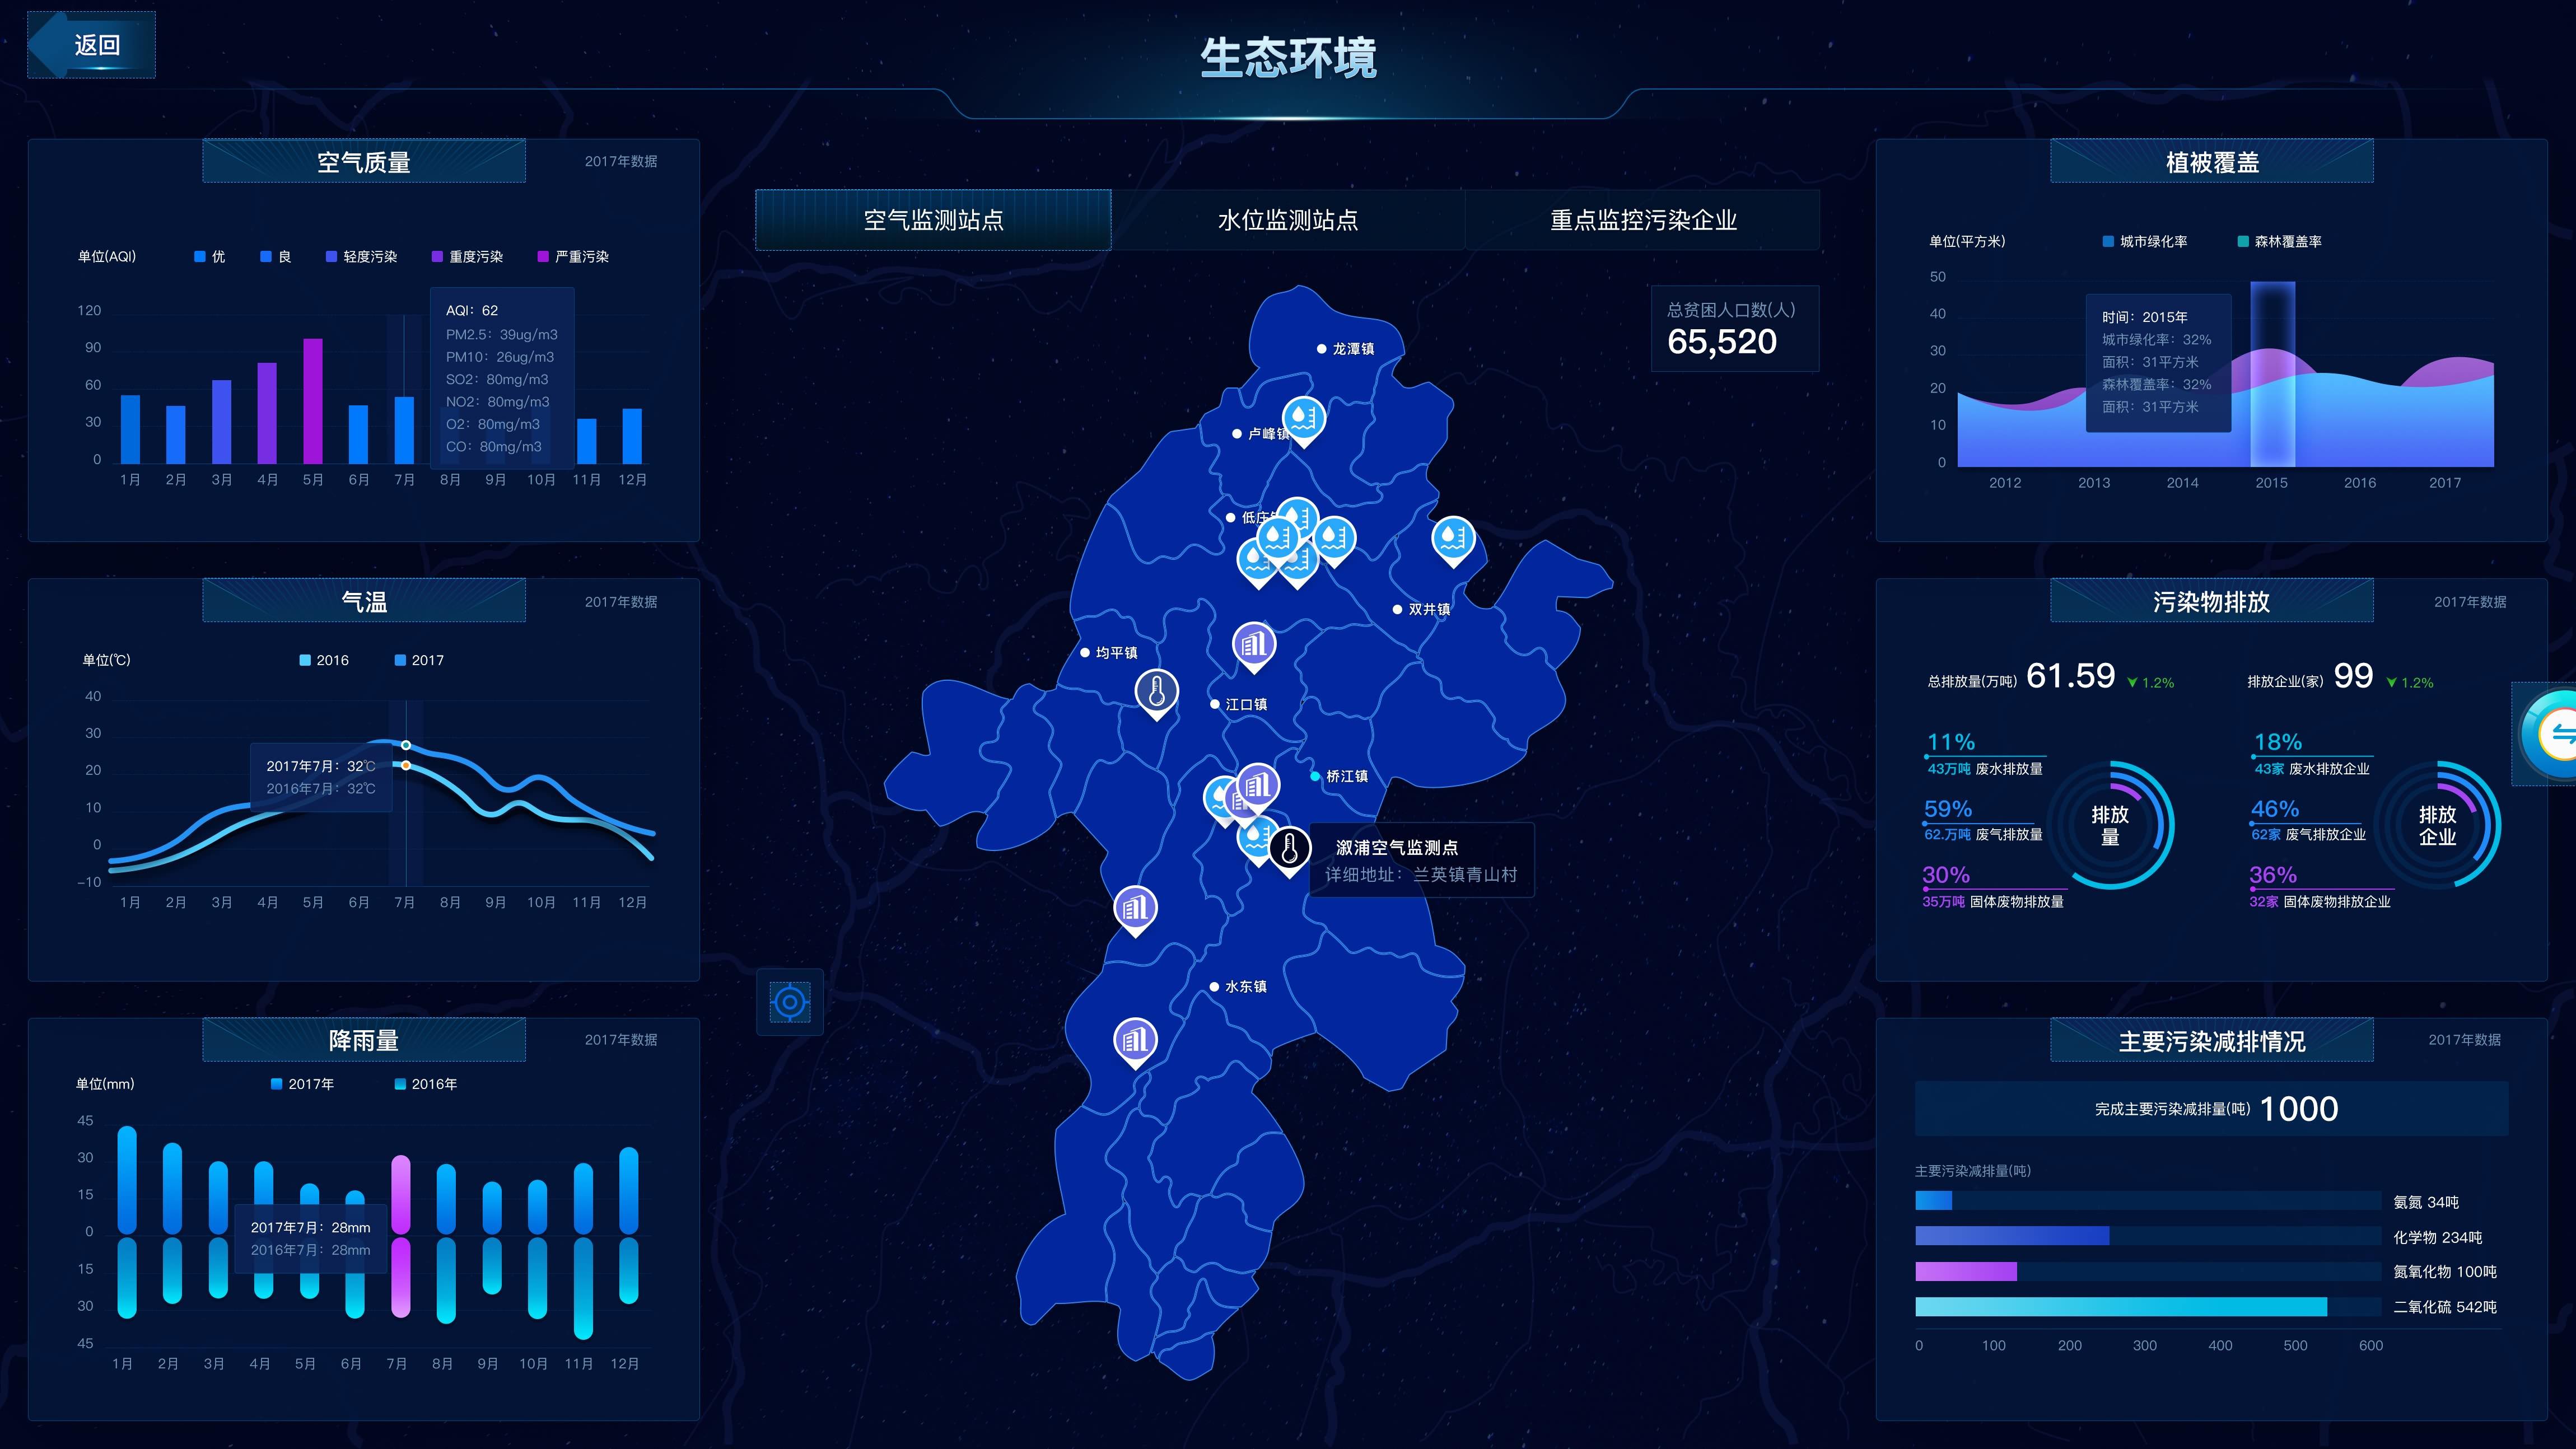 返回
生态环境
空气质量
2017年数据
单位(AQI)
优
良
轻度污染
重度污染
严重污染
120
90
60
30
0
AQI：62
PM2.5：39ug/m3
PM10：26ug/m3
SO2：80mg/m3
NO2：80mg/m3
O2：80mg/m3
CO：80mg/m3
1月 2月 3月 4月 5月 6月 7月 8月 9月 10月 11月 12月
气温
2017年数据
单位(℃)
2016
2017
40
30
20
10
0
-10
2017年7月：32℃
2016年7月：32℃
1月 2月 3月 4月 5月 6月 7月 8月 9月 10月 11月 12月
降雨量
2017年数据
单位(mm)
2017年
2016年
45
30
15
0
15
30
45
2017年7月：28mm
2016年7月：28mm
1月 2月 3月 4月 5月 6月 7月 8月 9月 10月 11月 12月
空气监测站点
水位监测站点
重点监控污染企业
总贫困人口数(人)
65,520
龙潭镇
卢峰镇
低庄
双井镇
均平镇
江口镇
桥江镇
溆浦空气监测点
详细地址：兰英镇青山村
水东镇
植被覆盖
单位(平方米)
城市绿化率
森林覆盖率
50
40
30
20
10
0
时间：2015年
城市绿化率：32%
面积：31平方米
森林覆盖率：32%
面积：31平方米
2012 2013 2014 2015 2016 2017
污染物排放
2017年数据
总排放量(万吨) 61.59 1.2%
排放企业(家) 99 1.2%
11%
43万吨 废水排放量
59%
62.万吨 废气排放量
30%
35万吨 固体废物排放量
排放
量
18%
43家 废水排放企业
46%
62家 废气排放企业
36%
32家 固体废物排放企业
排放
企业
主要污染减排情况
2017年数据
完成主要污染减排量(吨) 1000
主要污染减排量(吨)
氨氮 34吨
化学物 234吨
氮氧化物 100吨
二氧化硫 542吨
0 100 200 300 400 500 600